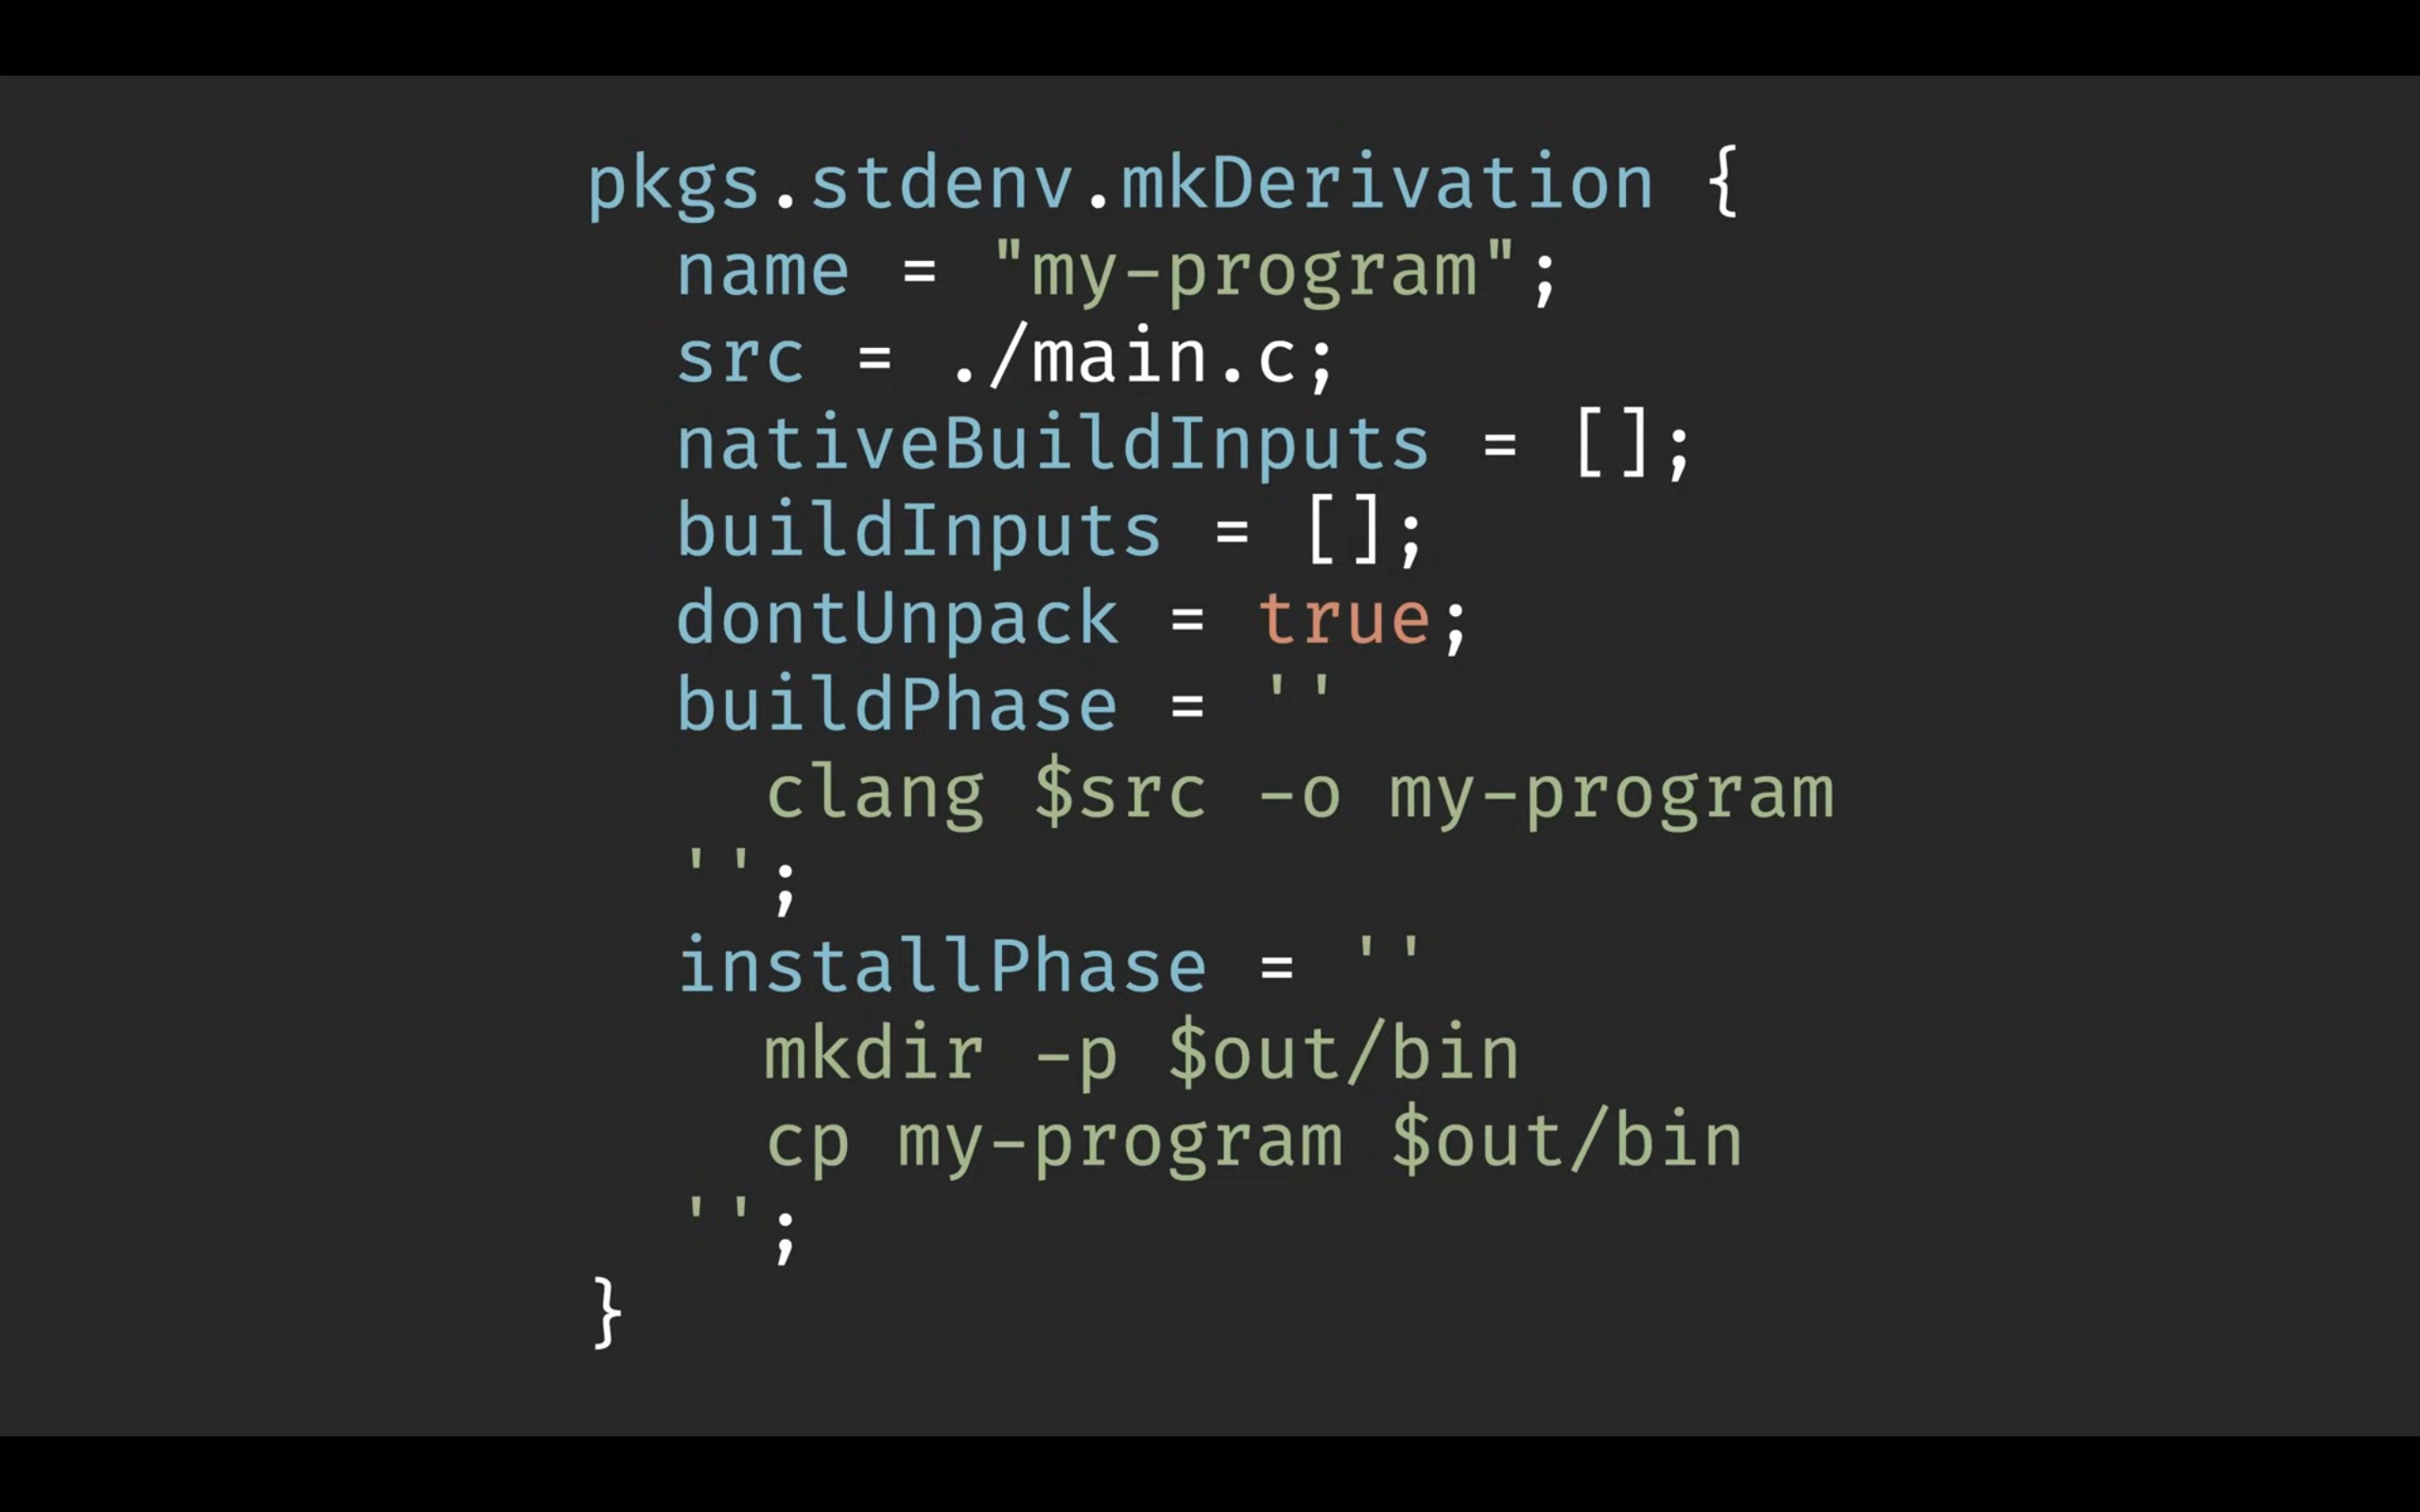 pkgs.stdenv.mkDerivation {
  name = "my-program";
  src = ./main.c;
  nativeBuildInputs = [];
  buildInputs = [];
  dontUnpack = true;
  buildPhase = ''
    clang $src -o my-program
  '';
  installPhase = ''
    mkdir -p $out/bin
    cp my-program $out/bin
  '';
}